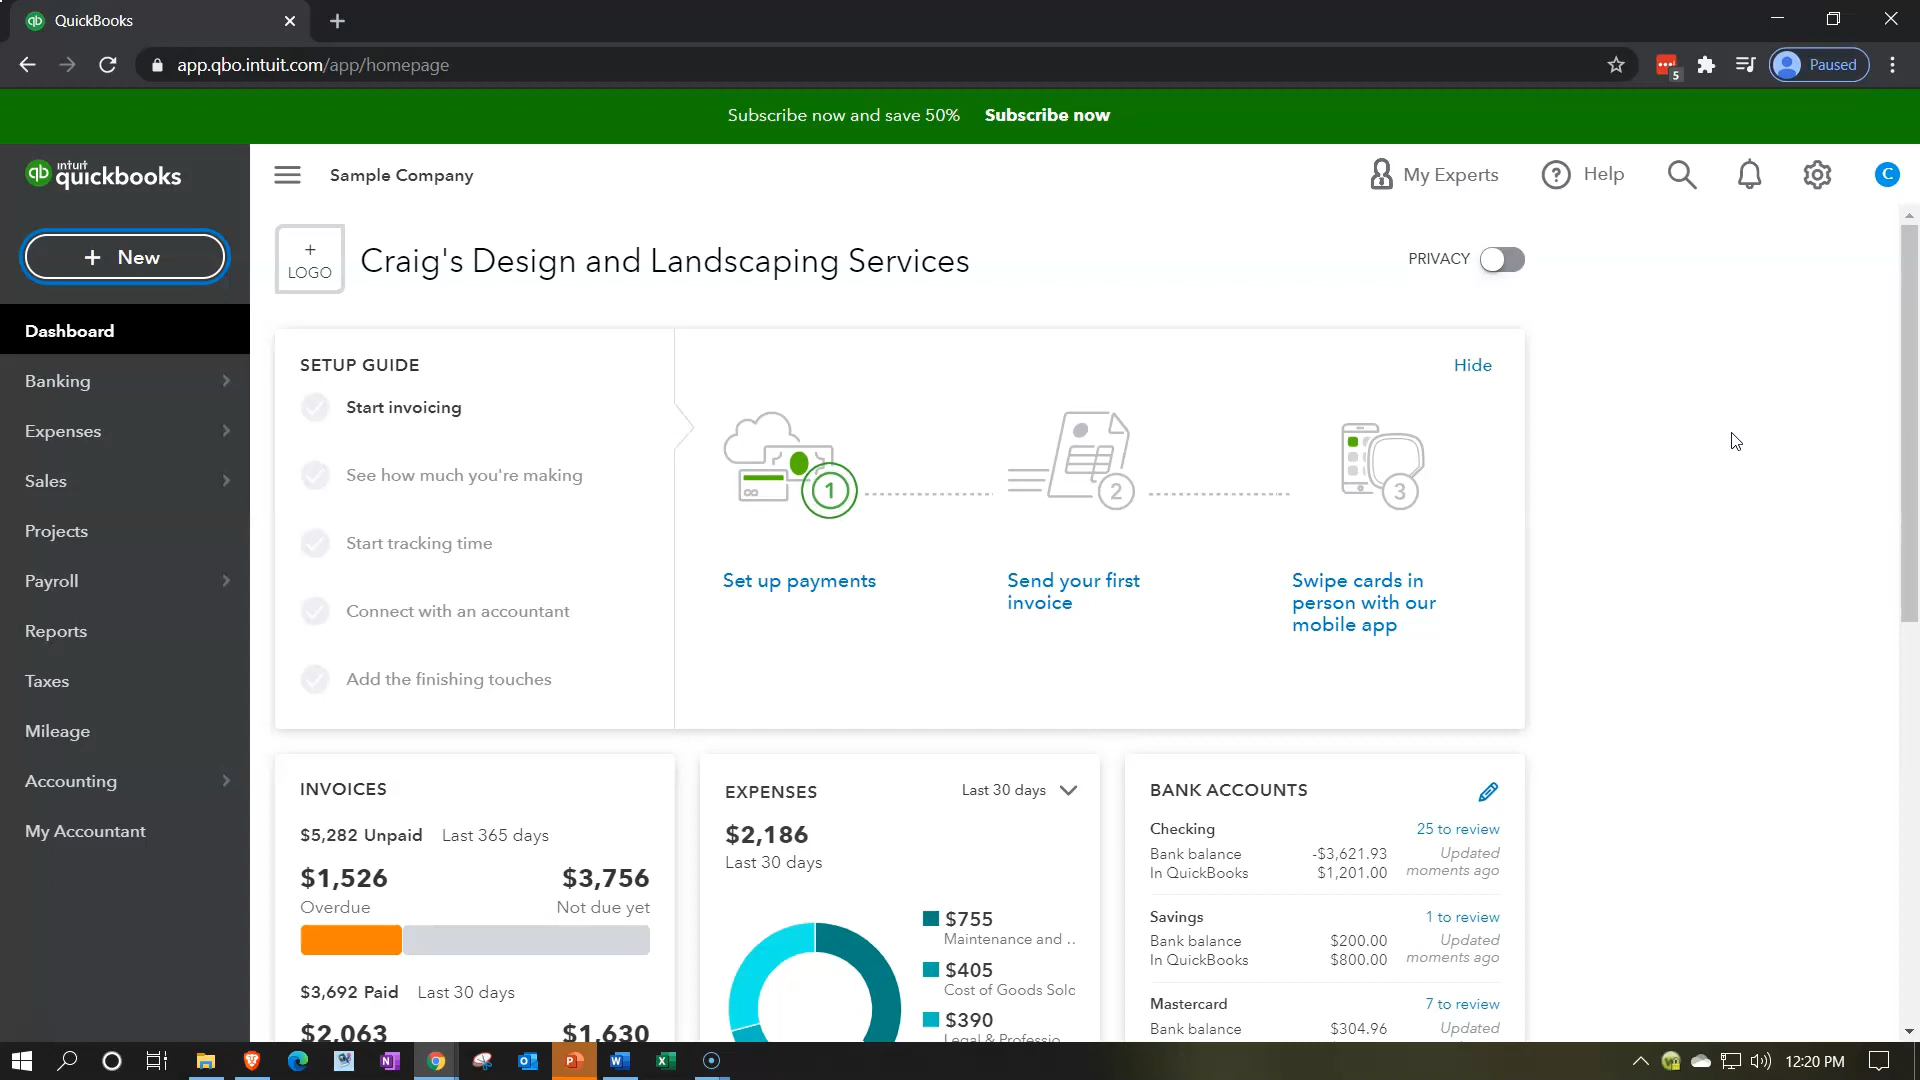 QuickBooks
app.qbo.intuit.com/app/homepage
5
Paused
Subscribe now and save 50% Subscribe now
qb intuit quickbooks
Sample Company
My Experts
? Help
C
+ New
+ LOGO
Craig's Design and Landscaping Services
PRIVACY
Dashboard
Banking
Expenses
Sales
Projects
Payroll
Reports
Taxes
Mileage
Accounting
My Accountant
SETUP GUIDE
Hide
Start invoicing
See how much you're making
Start tracking time
Connect with an accountant
Add the finishing touches
1
2
3
Set up payments
Send your first
invoice
Swipe cards in
person with our
mobile app
INVOICES
$5,282 Unpaid Last 365 days
$1,526 $3,756
Overdue Not due yet
$3,692 Paid Last 30 days
$2,063 $1,630
EXPENSES Last 30 days
$2,186
Last 30 days
$755
Maintenance and ..
$405
Cost of Goods Solc
$390
Legal & Professio
BANK ACCOUNTS
Checking 25 to review
Bank balance -$3,621.93 Updated
In QuickBooks $1,201.00 moments ago
Savings 1 to review
Bank balance $200.00 Updated
In QuickBooks $800.00 moments ago
Mastercard 7 to review
Bank balance $304.96 Updated
12:20 PM